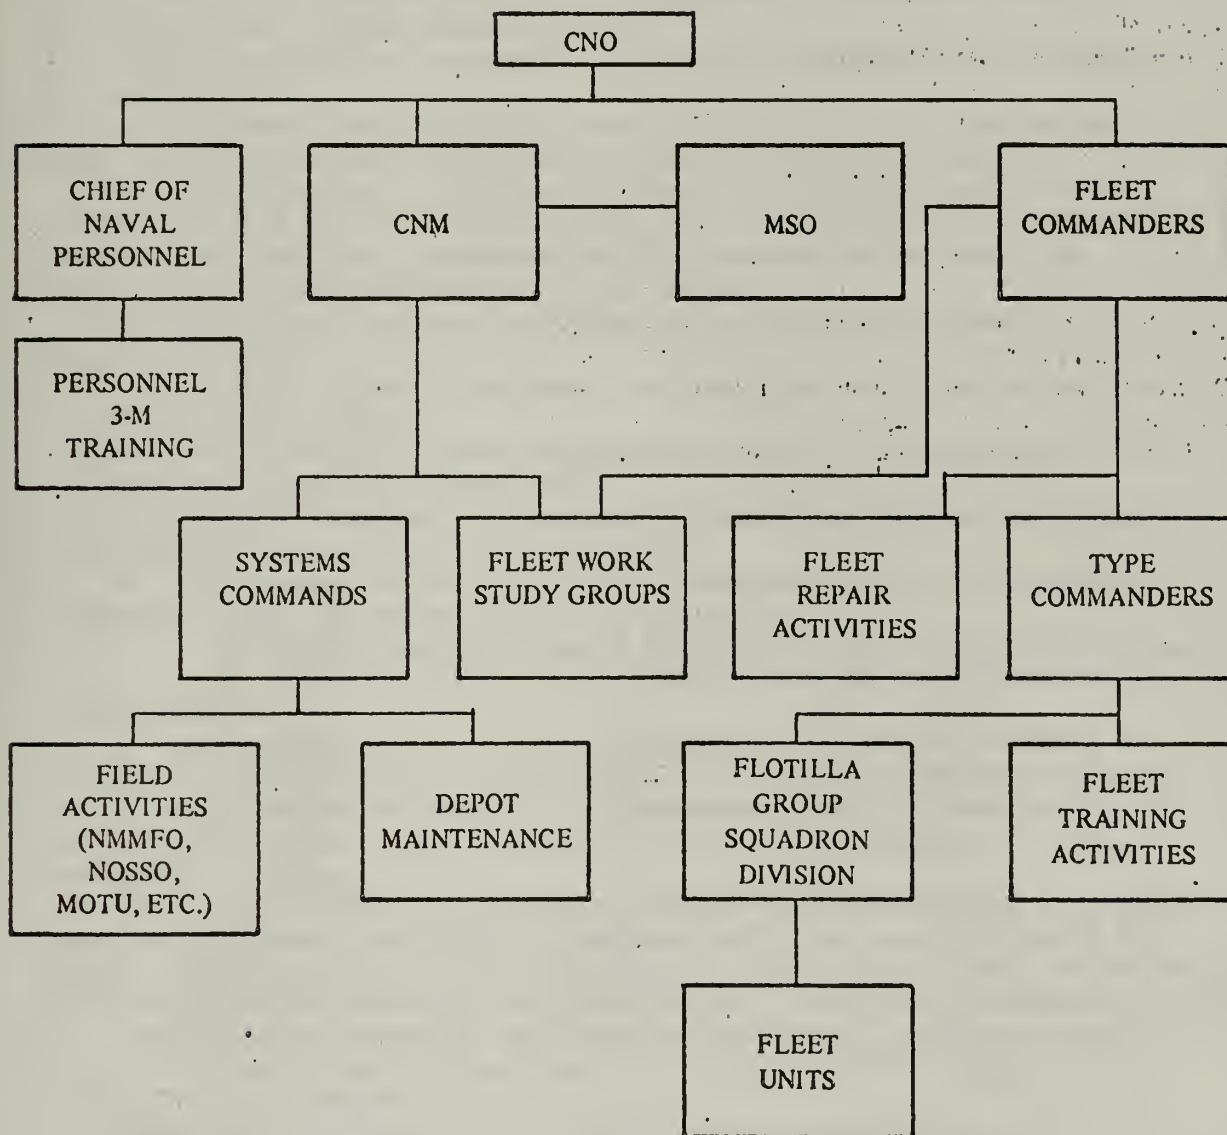 CNO
CHIEF OF
NAVAL
PERSONNEL
CNM
MSO
FLEET
COMMANDERS
PERSONNEL
3-M
TRAINING
SYSTEMS
COMMANDS
FLEET WORK
STUDY GROUPS
FLEET
REPAIR
ACTIVITIES
TYPE
COMMANDERS
FIELD
ACTIVITIES
(NMMFO,
NOSSO,
MOTU, ETC.)
DEPOT
MAINTENANCE
FLOTILLA
GROUP
SQUADRON
DIVISION
FLEET
TRAINING
ACTIVITIES
FLEET
UNITS